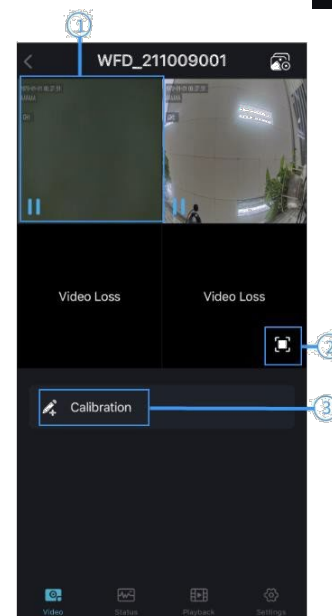 ①
WFD_211009001
Video Loss
Video Loss
②
Calibration
③
Video
Status
Playback
Settings